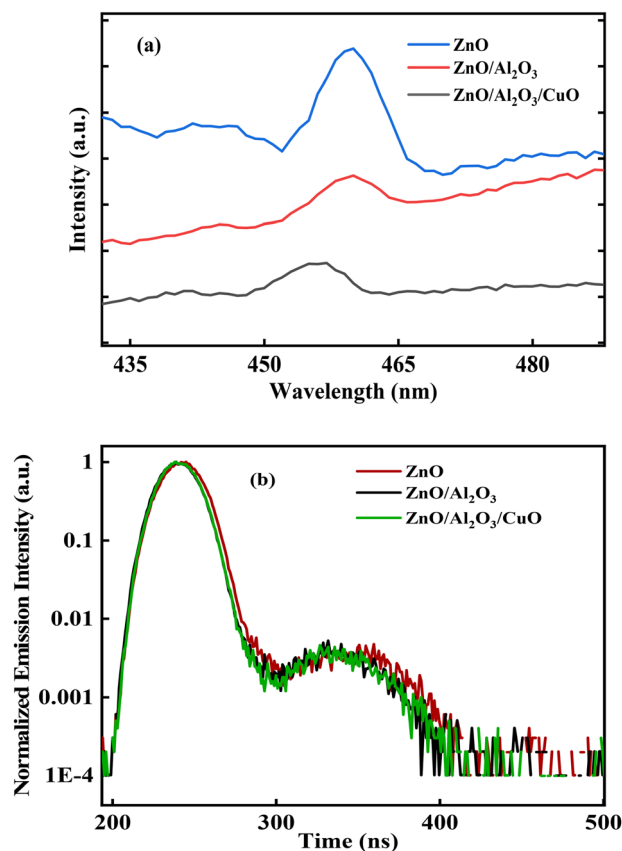 (a)
ZnO
ZnO/Al₂O₃
ZnO/Al₂O₃/CuO
Intensity (a.u.)
435 450 465 480
Wavelength (nm)
(b)
ZnO
ZnO/Al₂O₃
ZnO/Al₂O₃/CuO
Normalized Emission Intensity (a.u.)
1
0.1
0.01
0.001
1E-4
200 300 400 500
Time (ns)